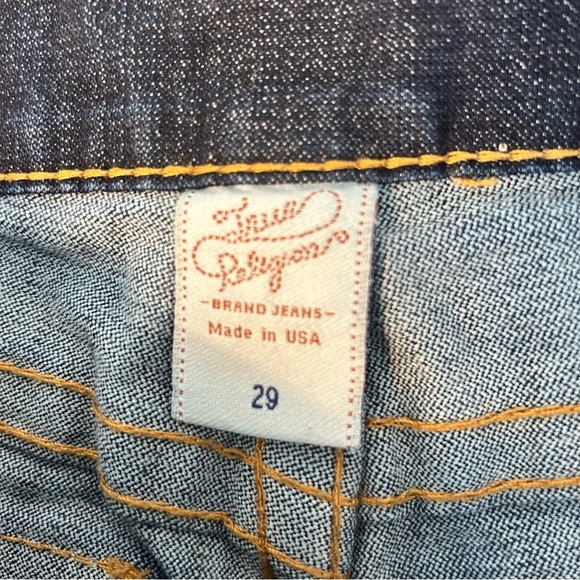 True
Religion
-BRAND JEANS-
Made in USA
29